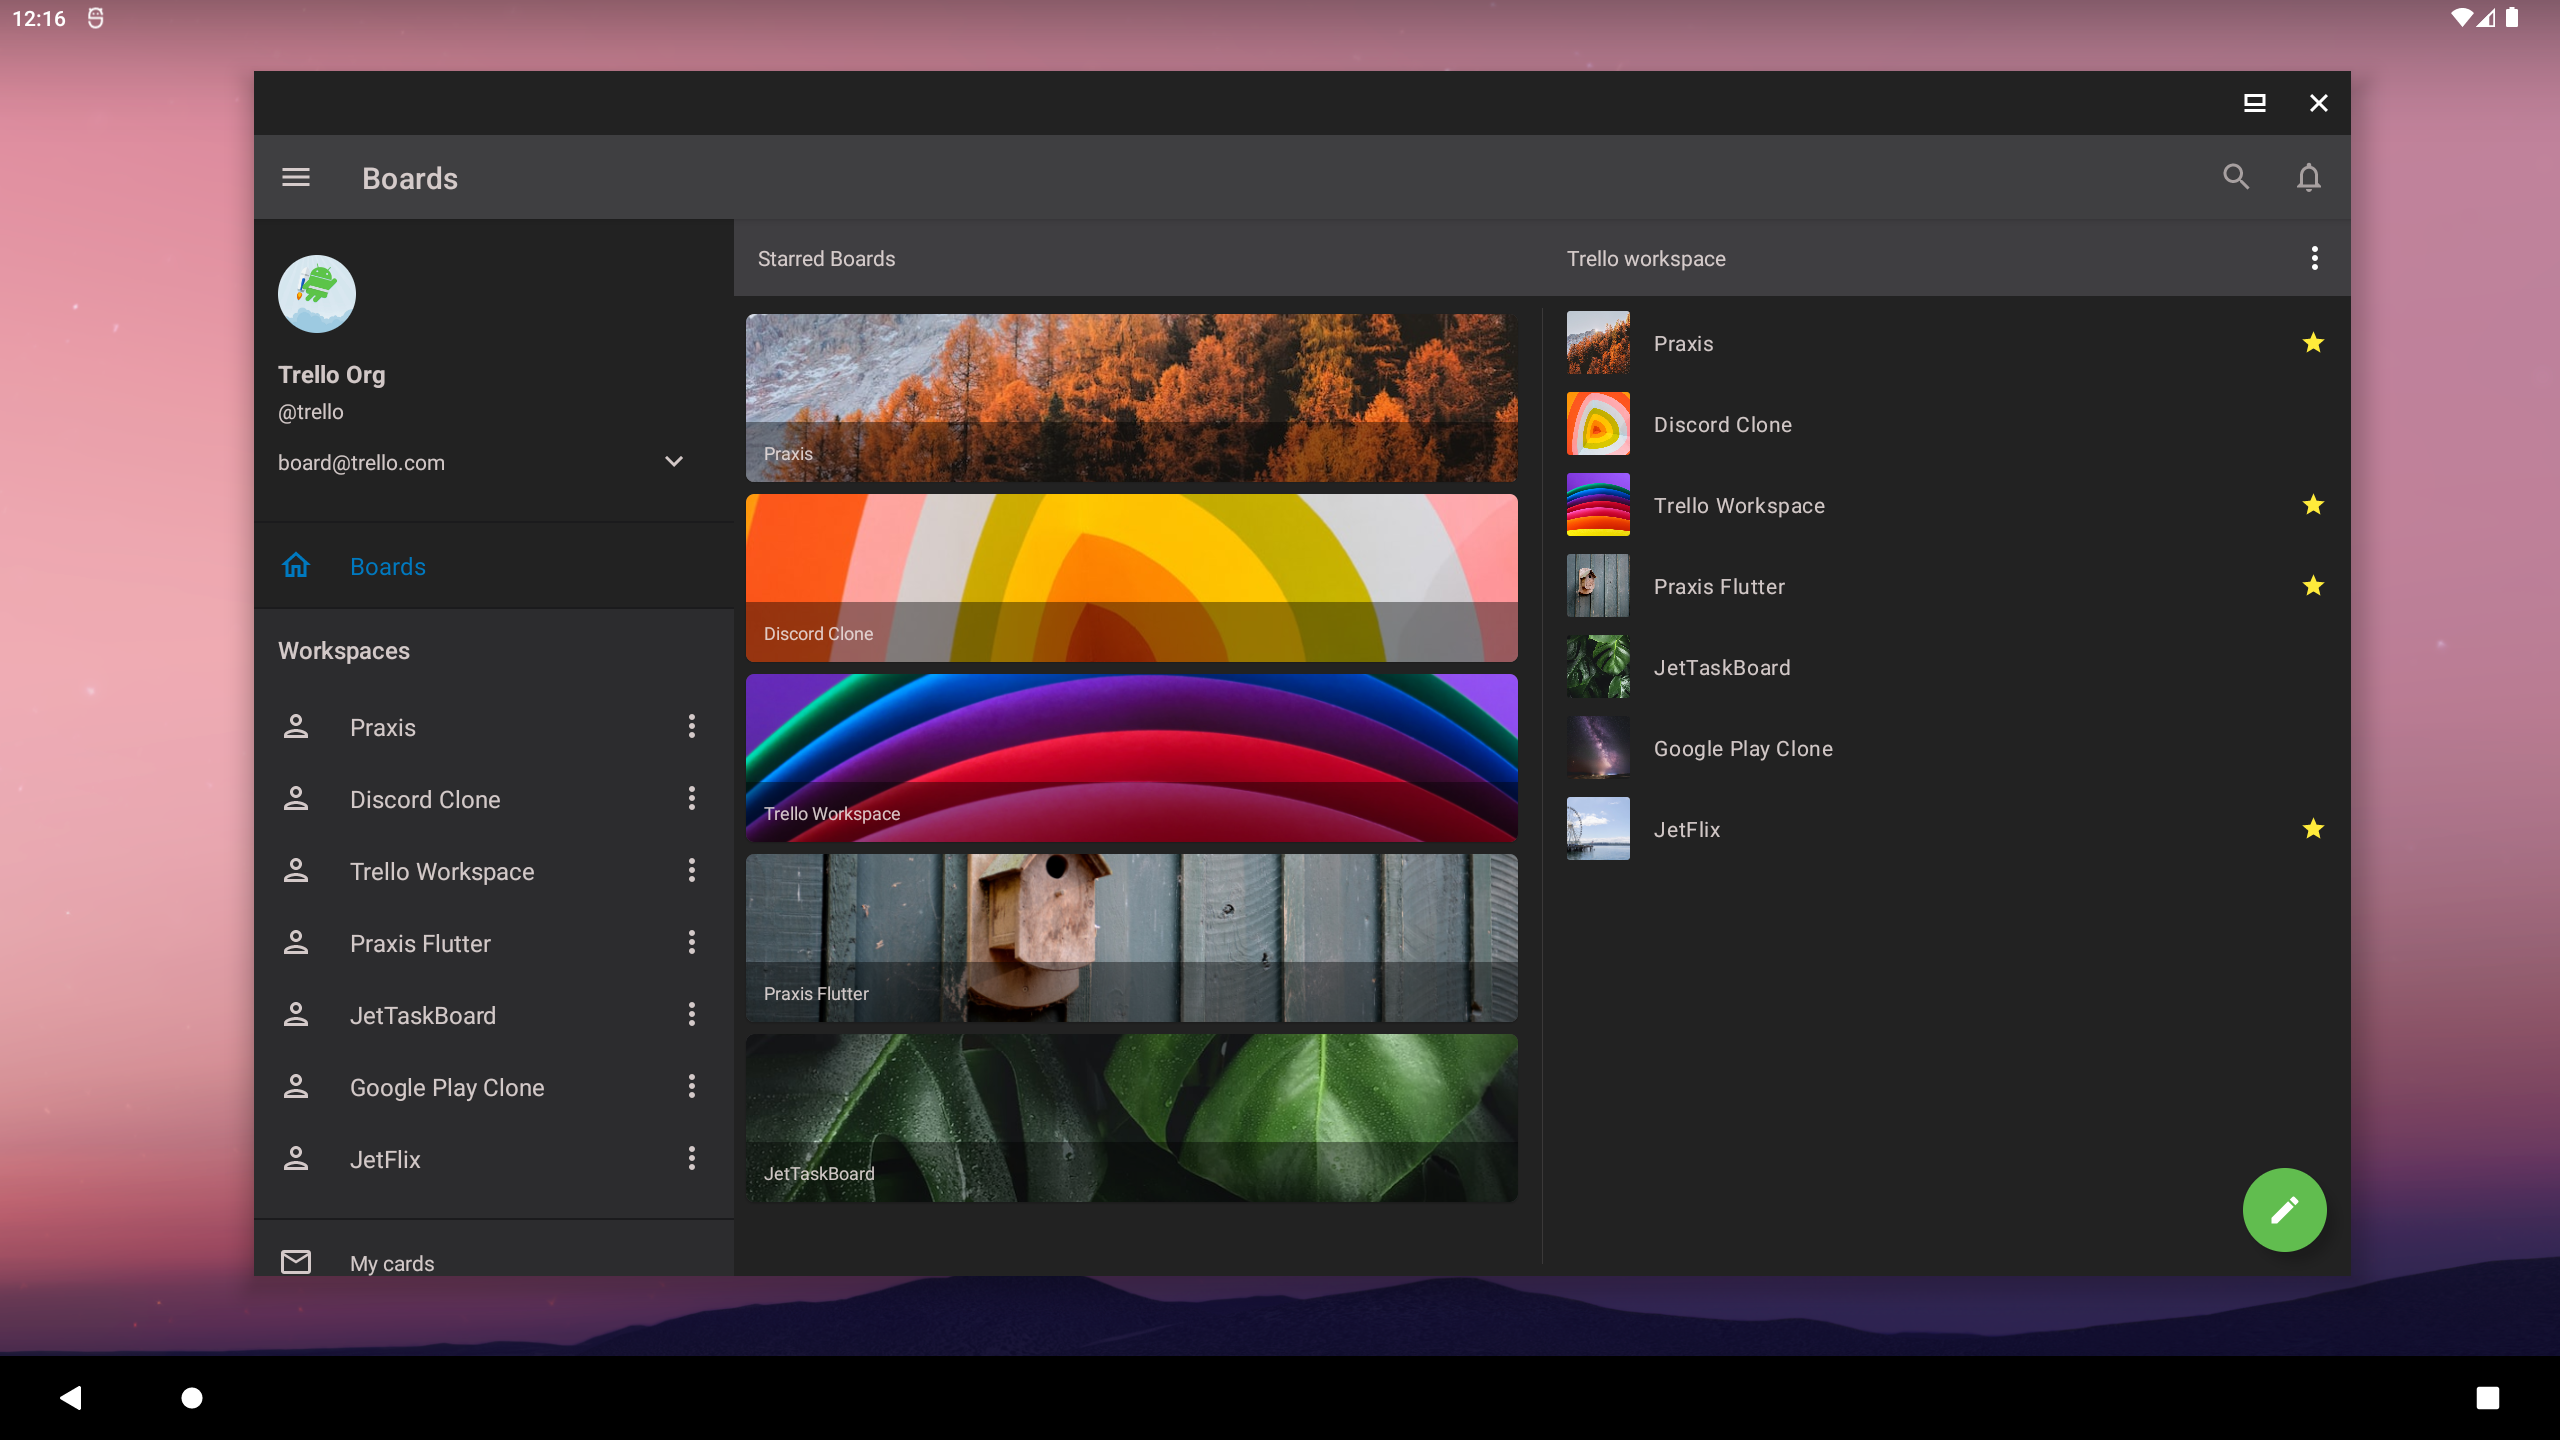 12:16
Boards
Trello Org
@trello
board@trello.com
Boards
Workspaces
Praxis
Discord Clone
Trello Workspace
Praxis Flutter
JetTaskBoard
Google Play Clone
JetFlix
My cards
Starred Boards
Praxis
Discord Clone
Trello Workspace
Praxis Flutter
JetTaskBoard
Trello workspace
Praxis
Discord Clone
Trello Workspace
Praxis Flutter
JetTaskBoard
Google Play Clone
JetFlix